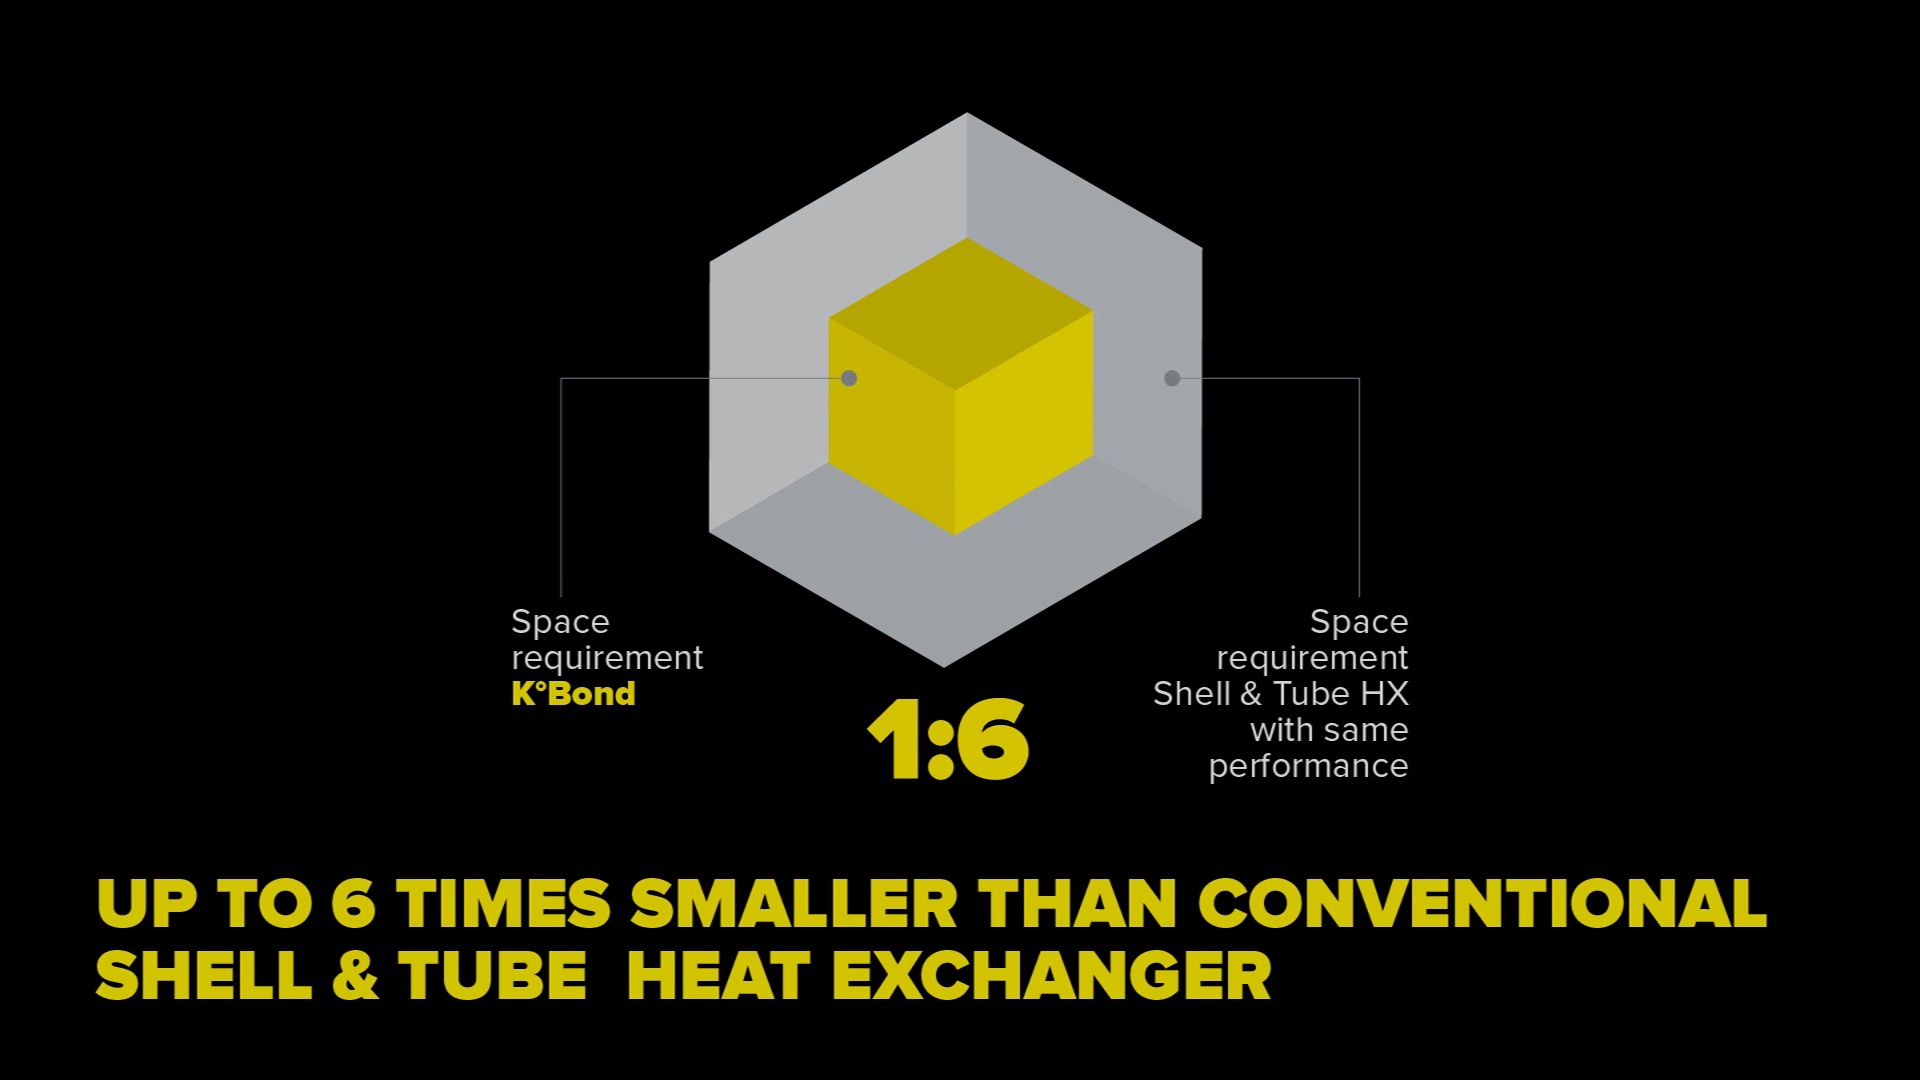 Space
requirement
K°Bond
Space
requirement
Shell & Tube HX
with same
performance
1:6
UP TO 6 TIMES SMALLER THAN CONVENTIONAL
SHELL & TUBE  HEAT EXCHANGER